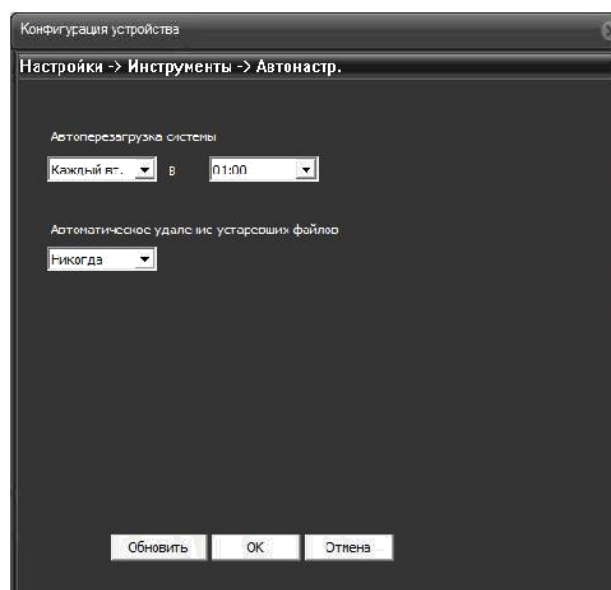 Конфигурация устройства
Настройки -> Инструменты -> Автонастр.
Автоперезагрузка системы
Каждый вт. В 01:00
Автоматическое удаление устаревших файлов
Никогда
Обновить OK Отмена